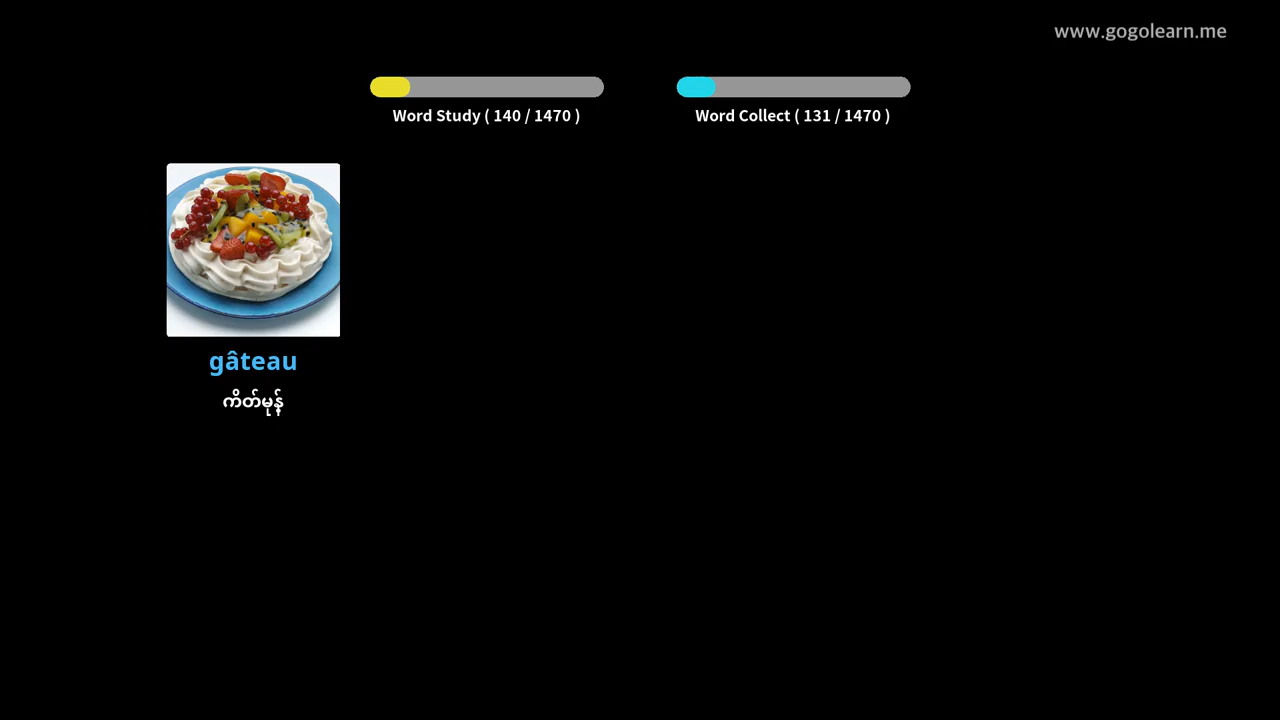 www.gogolearn.me
Word Study ( 140 / 1470 )
Word Collect ( 131 / 1470 )
gâteau
ကိတ်မုန့်